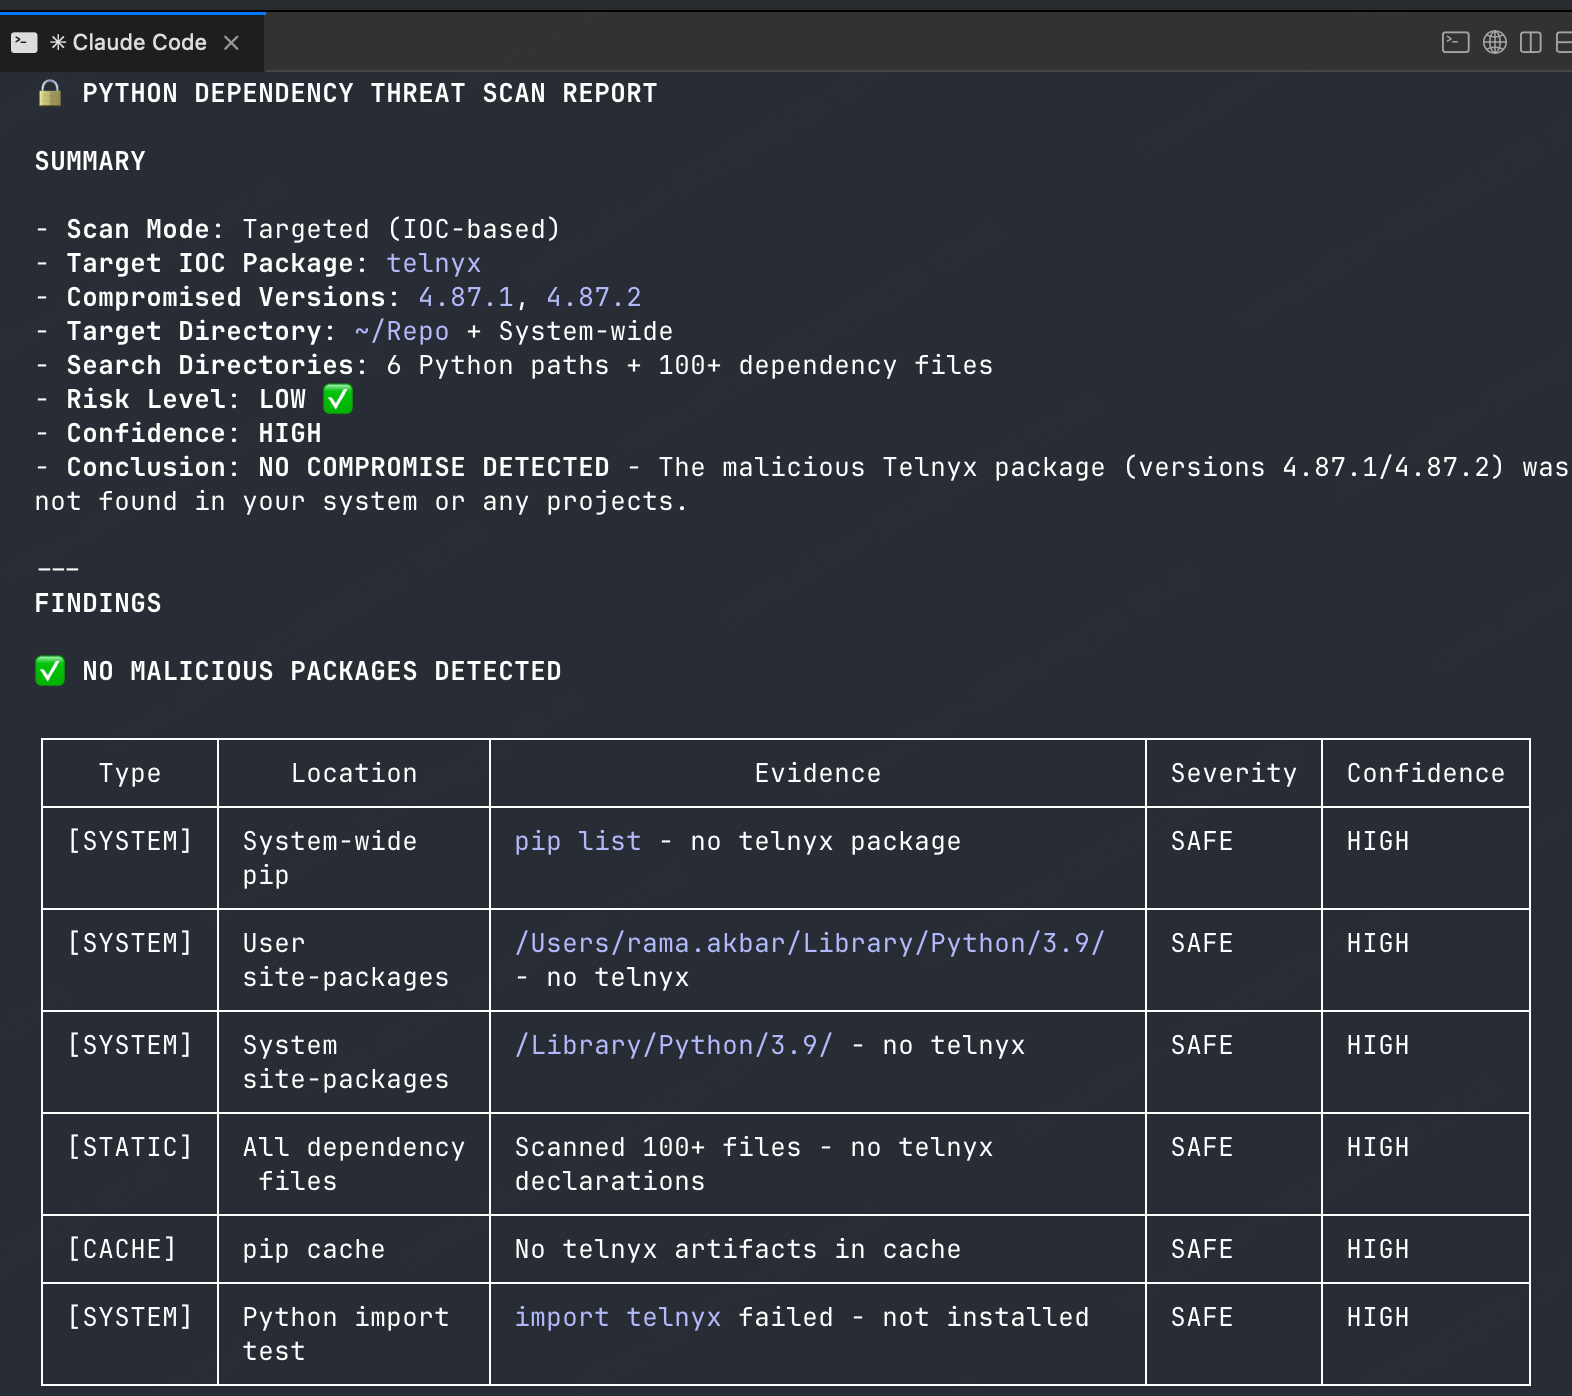 ✳ Claude Code
🔒 PYTHON DEPENDENCY THREAT SCAN REPORT
SUMMARY
- Scan Mode: Targeted (IOC-based)
- Target IOC Package: telnyx
- Compromised Versions: 4.87.1, 4.87.2
- Target Directory: ~/Repo + System-wide
- Search Directories: 6 Python paths + 100+ dependency files
- Risk Level: LOW ✅
- Confidence: HIGH
- Conclusion: NO COMPROMISE DETECTED - The malicious Telnyx package (versions 4.87.1/4.87.2) was
not found in your system or any projects.
---
FINDINGS
✅ NO MALICIOUS PACKAGES DETECTED
Type Location Evidence Severity Confidence
[SYSTEM] System-wide pip list - no telnyx package SAFE HIGH
pip
[SYSTEM] User /Users/rama.akbar/Library/Python/3.9/ SAFE HIGH
site-packages - no telnyx
[SYSTEM] System /Library/Python/3.9/ - no telnyx SAFE HIGH
site-packages
[STATIC] All dependency Scanned 100+ files - no telnyx SAFE HIGH
files declarations
[CACHE] pip cache No telnyx artifacts in cache SAFE HIGH
[SYSTEM] Python import import telnyx failed - not installed SAFE HIGH
test